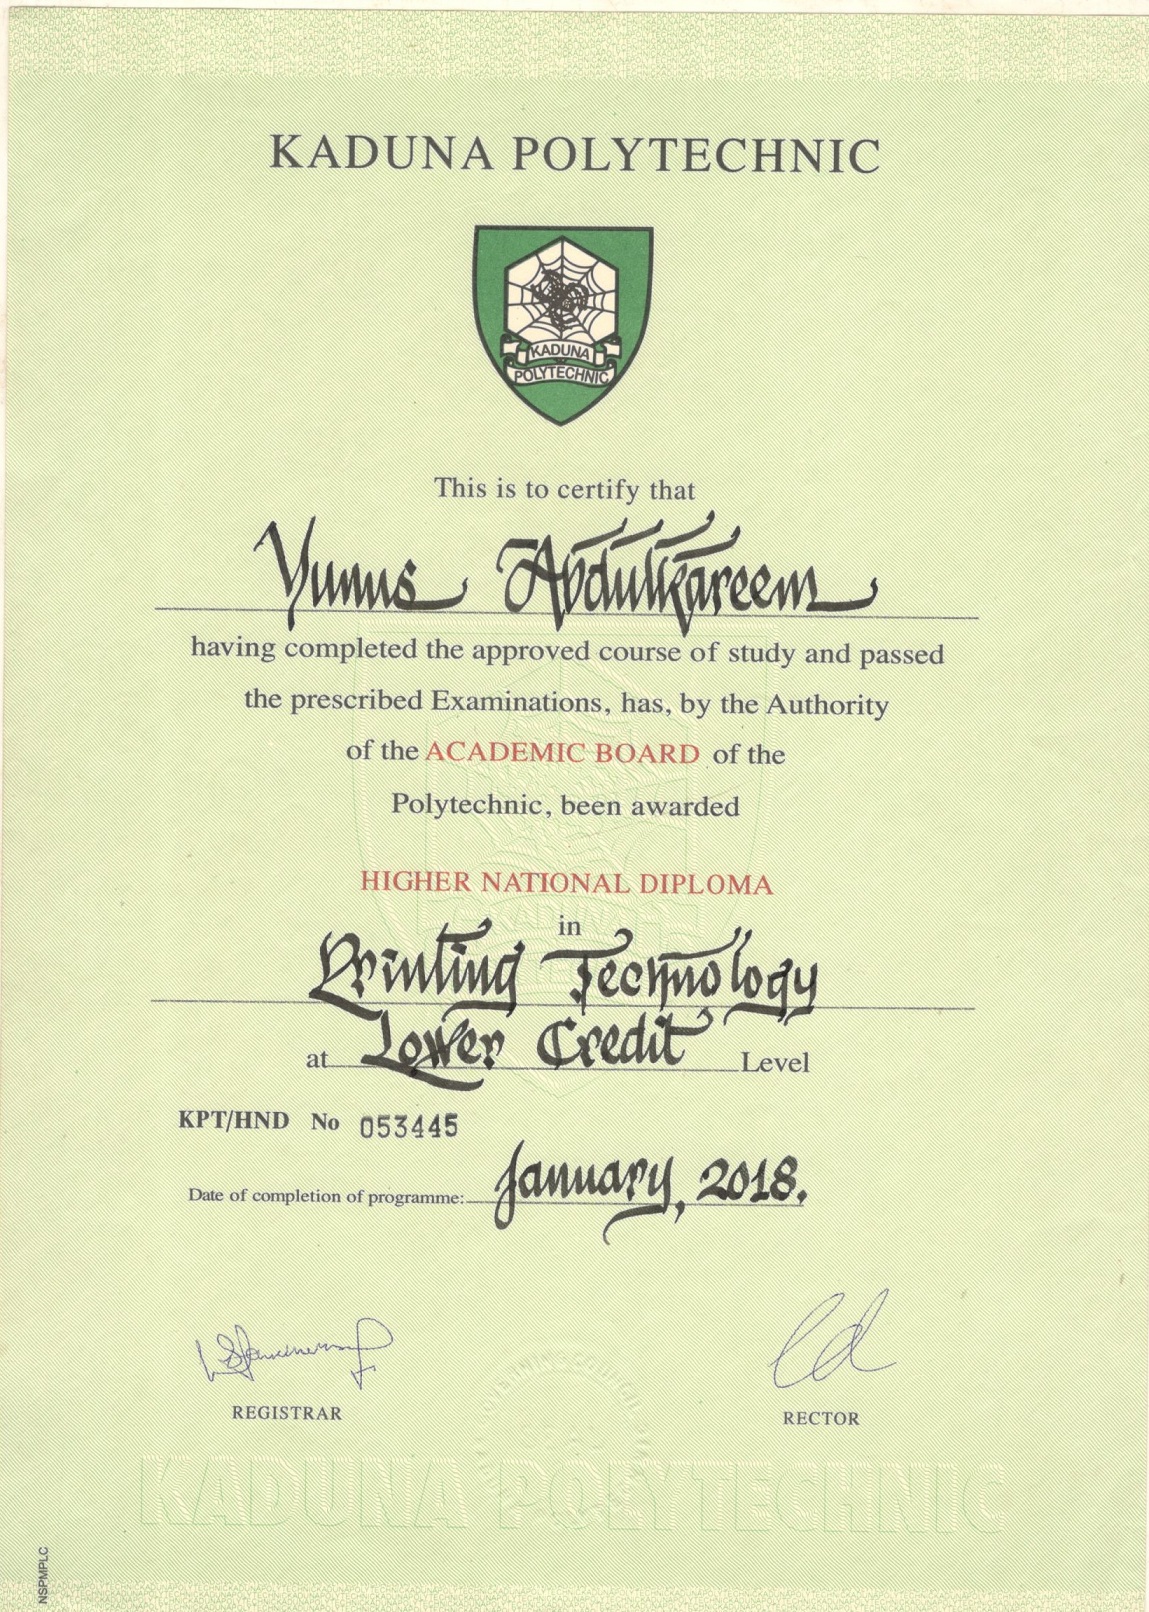 KADUNA POLYTECHNIC
KADUNA
POLYTECHNIC
This is to certify that
Yunus Abdulkareem
having completed the approved course of study and passed
the prescribed Examinations, has, by the Authority
of the ACADEMIC BOARD of the
Polytechnic, been awarded
HIGHER NATIONAL DIPLOMA
in
Printing Technology
at Lower Credit Level
KPT/HND No 053445
Date of completion of programme: January, 2018.
REGISTRAR
RECTOR
KADUNA POLYTECHNIC
NSPMPLC